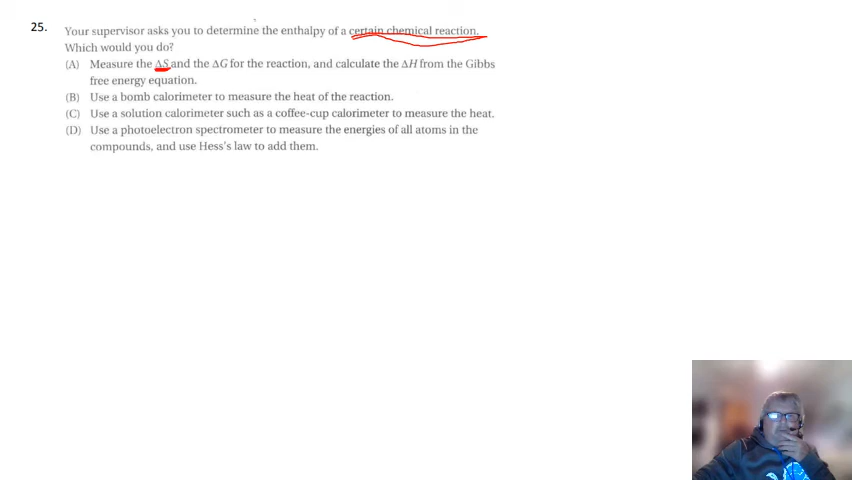 25. Your supervisor asks you to determine the enthalpy of a certain chemical reaction.
Which would you do?
(A) Measure the ΔS and the ΔG for the reaction, and calculate the ΔH from the Gibbs
free energy equation.
(B) Use a bomb calorimeter to measure the heat of the reaction.
(C) Use a solution calorimeter such as a coffee-cup calorimeter to measure the heat.
(D) Use a photoelectron spectrometer to measure the energies of all atoms in the
compounds, and use Hess's law to add them.